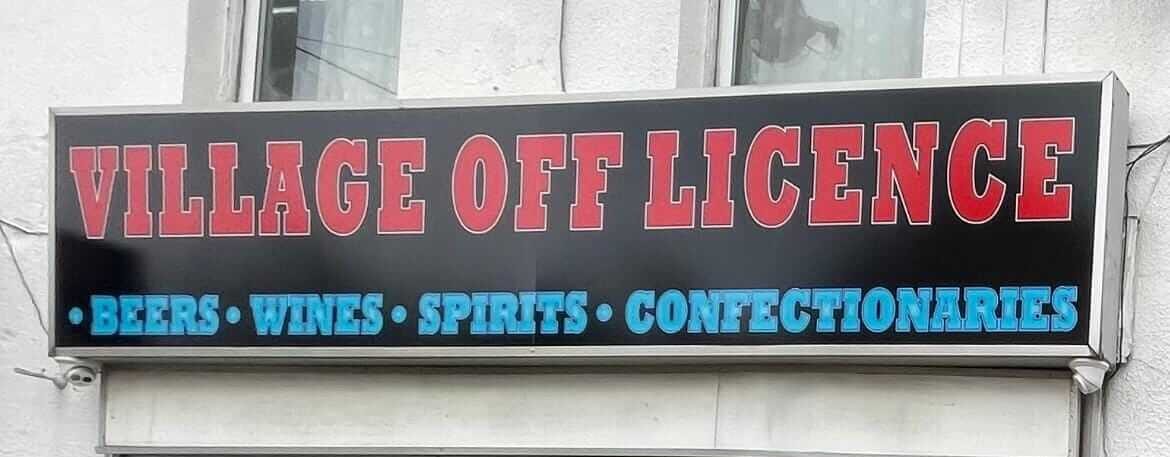 VILLAGE OFF LICENCE
• BEERS • WINES • SPIRITS • CONFECTIONARIES